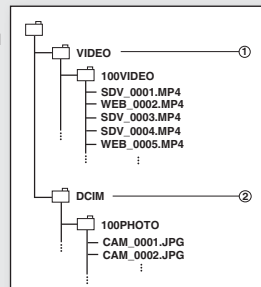 VIDEO ①
100VIDEO
SDV_0001.MP4
WEB_0002.MP4
SDV_0003.MP4
SDV_0004.MP4
WEB_0005.MP4
DCIM ②
100PHOTO
CAM_0001.JPG
CAM_0002.JPG